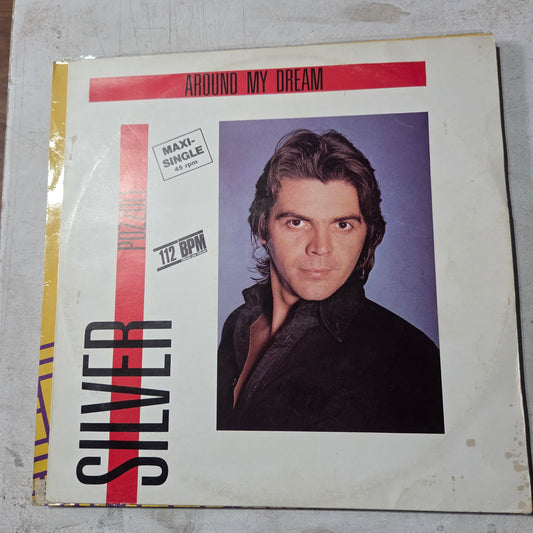 AROUND MY DREAM
MAXI-
SINGLE
45 rpm
112 BPM
SILVER
POZZOLI